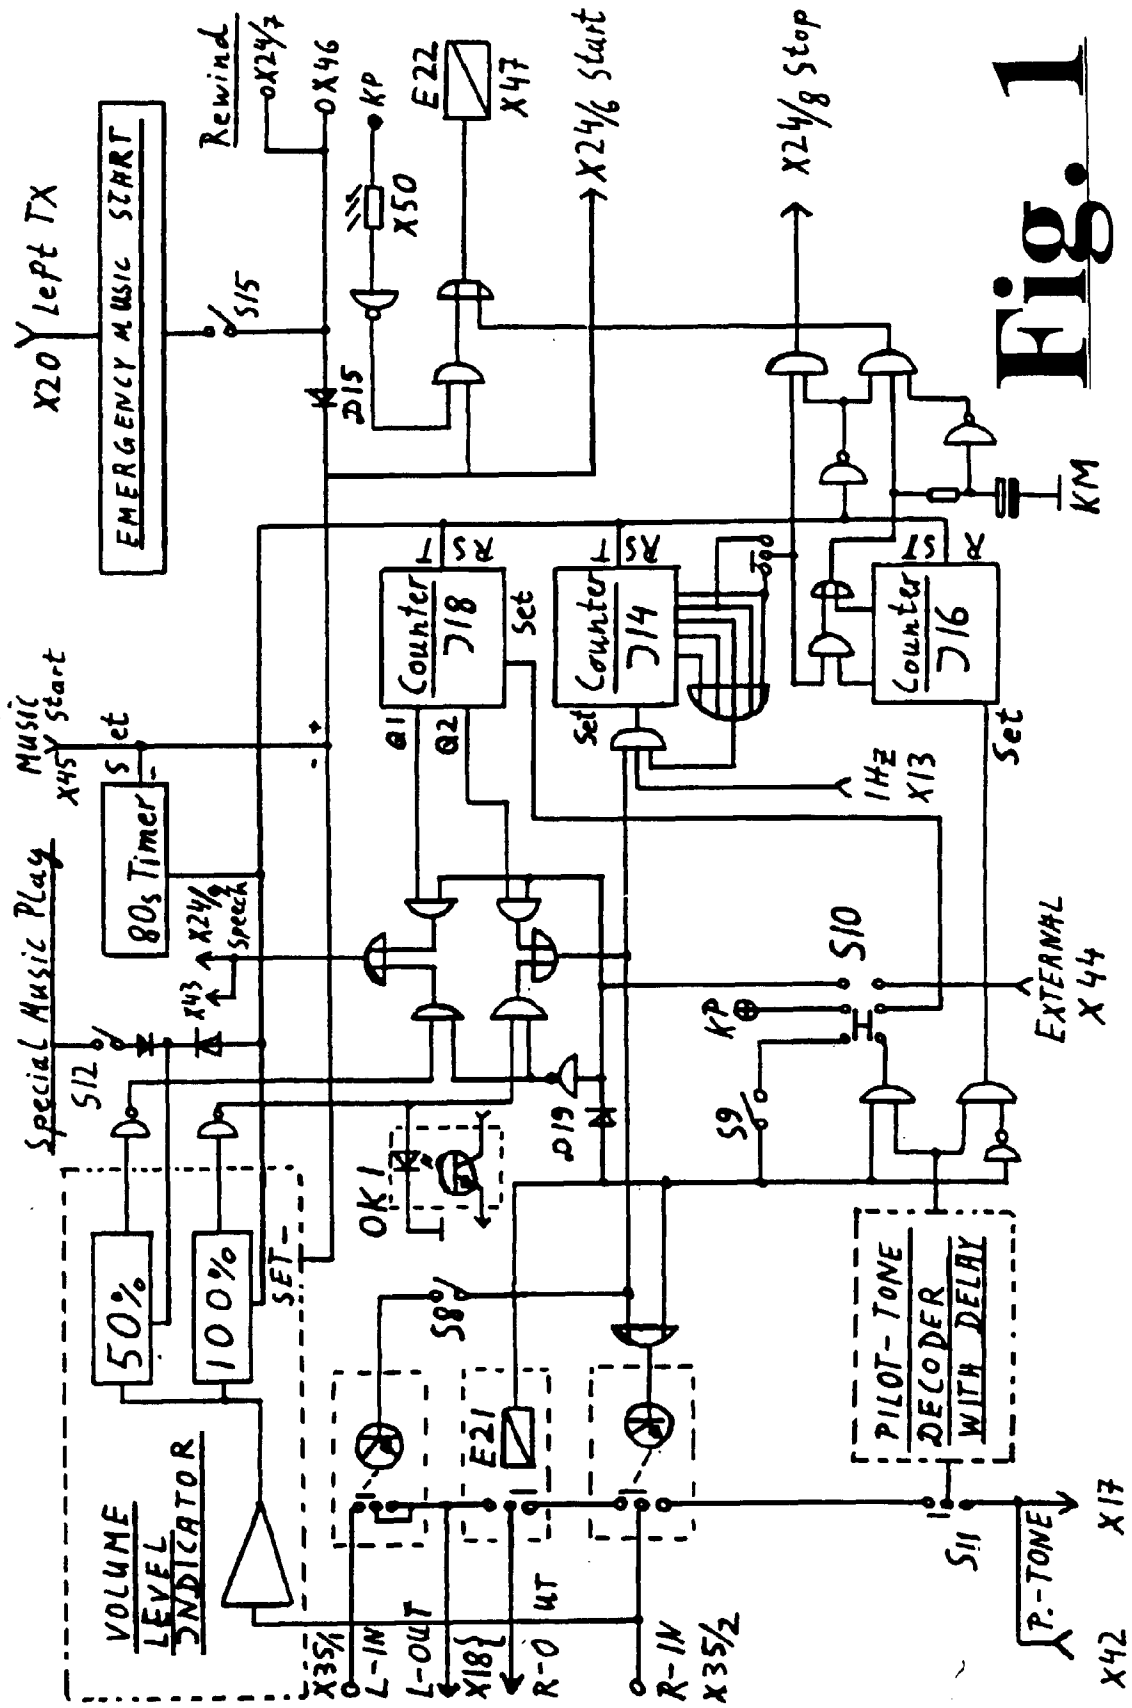 VOLUME
LEVEL
INDICATOR
50%
100%
SET-
Special Music Play
S12
80s Timer
Set
-
X45
Music
Start
X43
X24/2
Speech
EMERGENCY MUSIC START
X20 Left TX
S15
Rewind
X24/7
X46
D15
KP
X50
E22
X47
X24/6 Start
X24/8 Stop
- +
Counter
J18
Q1
Q2
T
RS
Set
Counter
J14
Set
T
RS
Counter
J16
Set
ST
R
KM
1Hz
X13
OK1
D19
S8
S9
S10
KP
EXTERNAL
X44
E21
PILOT-TONE
DECODER
WITH DELAY
S11
X35/1
L-IN
L-OUT
X18{
R-OUT
R-IN
X35/2
P.-TONE
X42
X17
Fig. 1